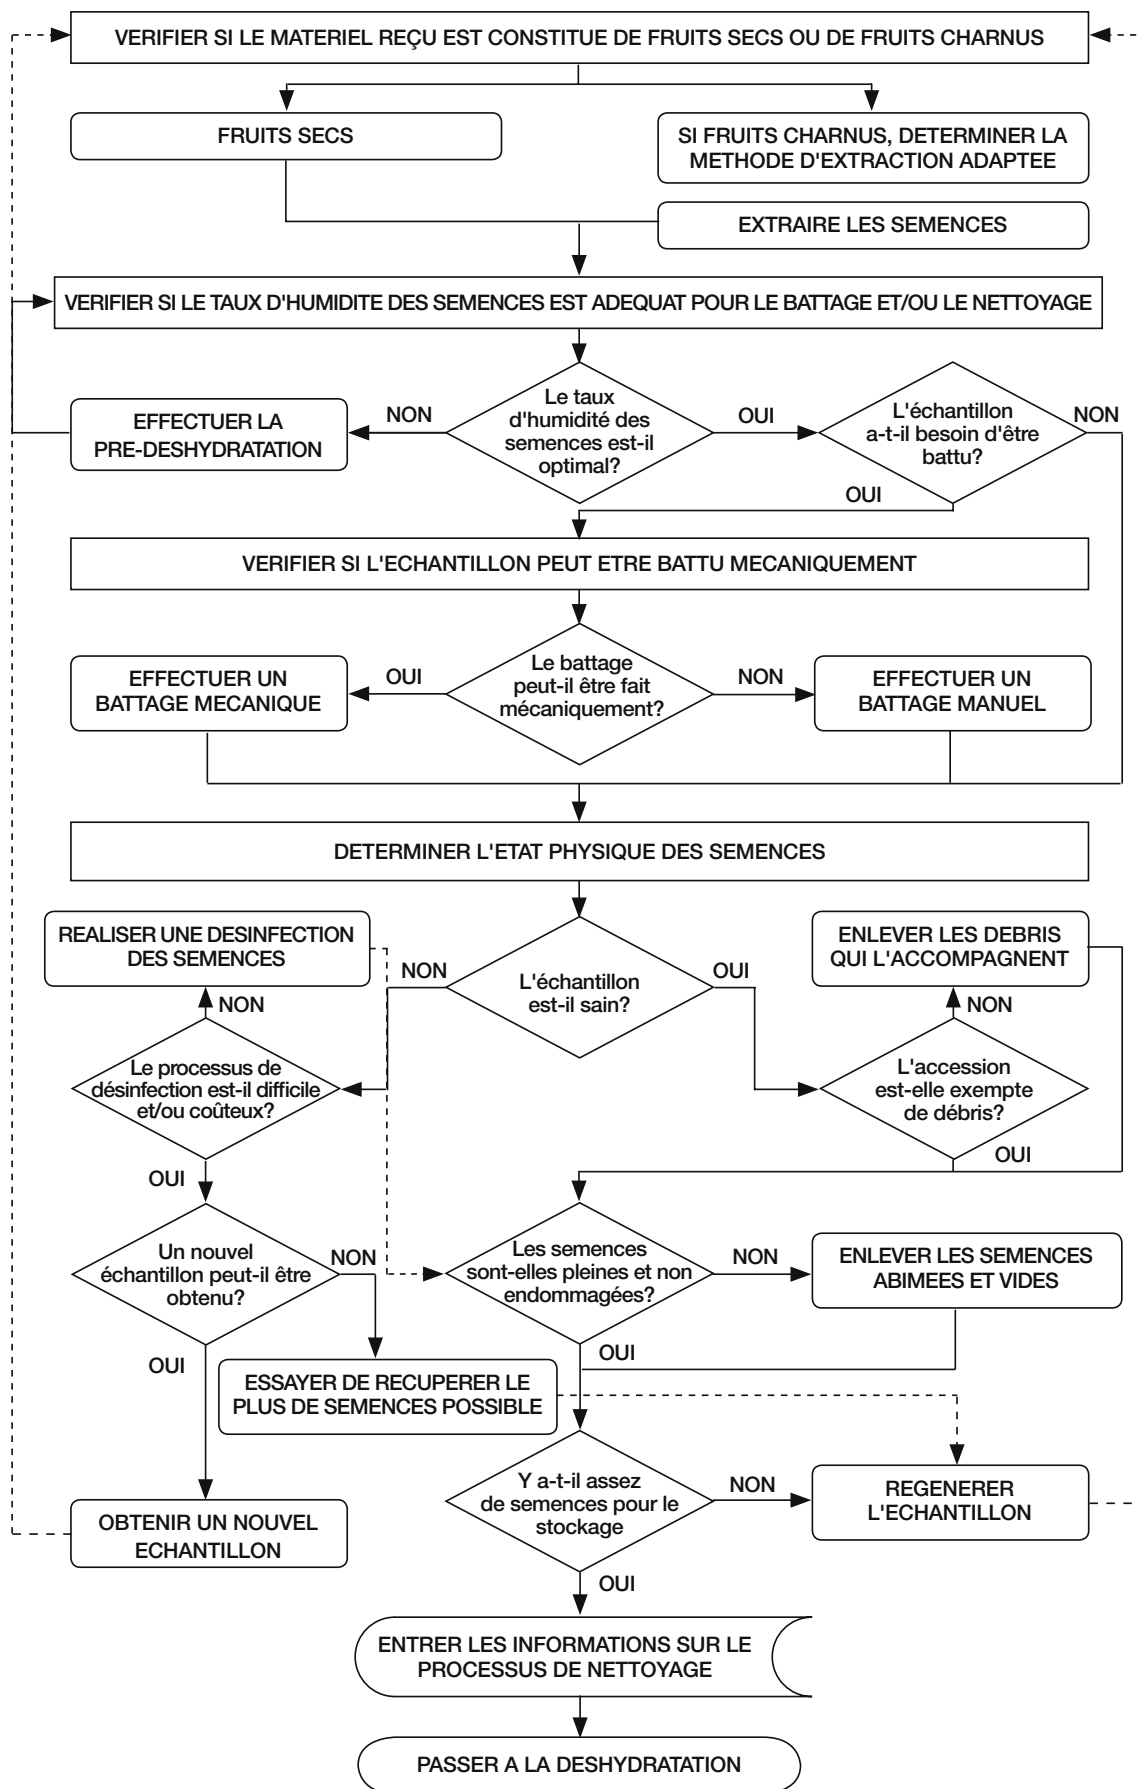 VERIFIER SI LE MATERIEL REÇU EST CONSTITUE DE FRUITS SECS OU DE FRUITS CHARNUS
FRUITS SECS
SI FRUITS CHARNUS, DETERMINER LA
METHODE D'EXTRACTION ADAPTEE
EXTRAIRE LES SEMENCES
VERIFIER SI LE TAUX D'HUMIDITE DES SEMENCES EST ADEQUAT POUR LE BATTAGE ET/OU LE NETTOYAGE
EFFECTUER LA
PRE-DESHYDRATATION
NON
Le taux
d'humidité des
semences est-il
optimal?
OUI
L'échantillon
a-t-il besoin d'être
battu?
NON
OUI
VERIFIER SI L'ECHANTILLON PEUT ETRE BATTU MECANIQUEMENT
EFFECTUER UN
BATTAGE MECANIQUE
OUI
Le battage
peut-il être fait
mécaniquement?
NON
EFFECTUER UN
BATTAGE MANUEL
DETERMINER L'ETAT PHYSIQUE DES SEMENCES
REALISER UNE DESINFECTION
DES SEMENCES
NON
L'échantillon
est-il sain?
OUI
ENLEVER LES DEBRIS
QUI L'ACCOMPAGNENT
NON
NON
Le processus de
désinfection est-il difficile
et/ou coûteux?
L'accession
est-elle exempte
de débris?
OUI
OUI
Un nouvel
échantillon peut-il être
obtenu?
NON
Les semences
sont-elles pleines et non
endommagées?
NON
ENLEVER LES SEMENCES
ABIMEES ET VIDES
OUI
OUI
ESSAYER DE RECUPERER LE
PLUS DE SEMENCES POSSIBLE
Y a-t-il assez
de semences pour le
stockage
NON
REGENERER
L'ECHANTILLON
OBTENIR UN NOUVEL
ECHANTILLON
OUI
ENTRER LES INFORMATIONS SUR LE
PROCESSUS DE NETTOYAGE
PASSER A LA DESHYDRATATION